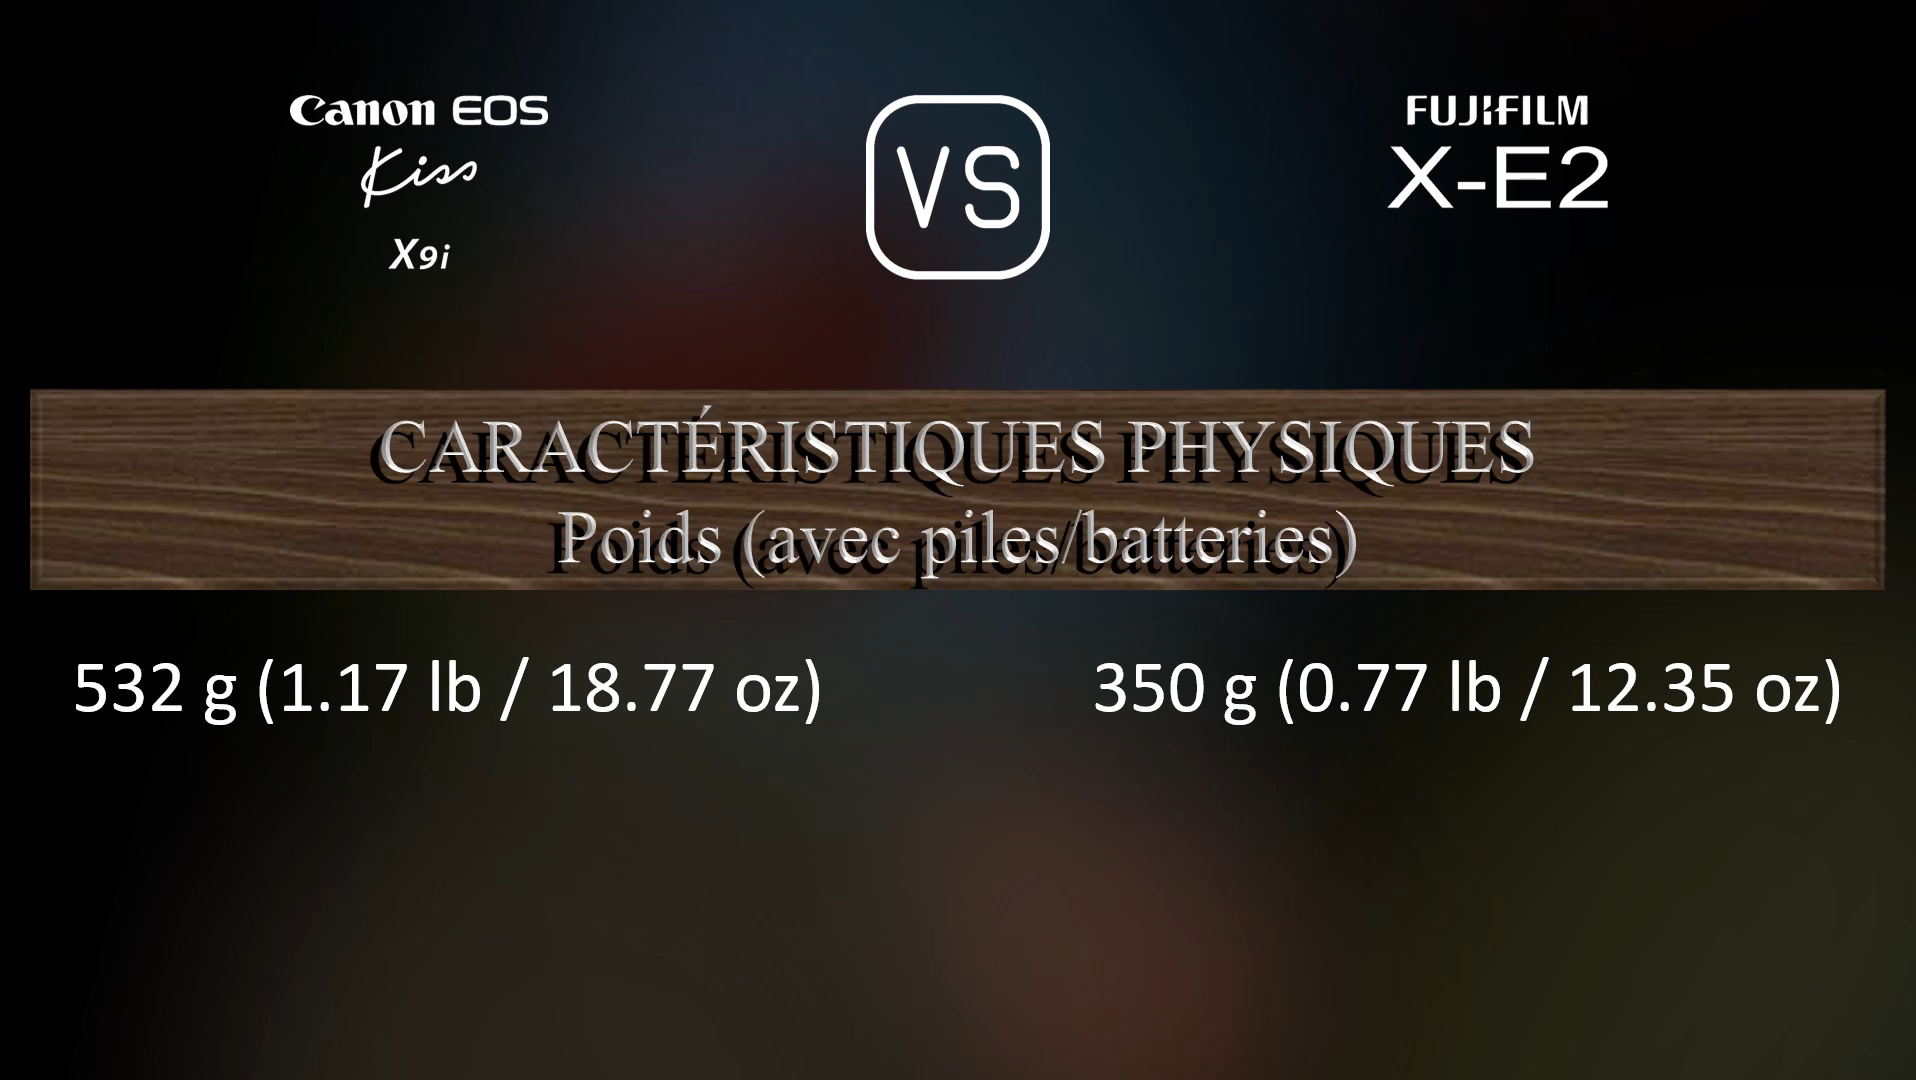 Canon EOS
Kiss
X9i
VS
FUJIFILM
X-E2
CARACTÉRISTIQUES PHYSIQUES
Poids (avec piles/batteries)
532 g (1.17 lb / 18.77 oz)
350 g (0.77 lb / 12.35 oz)